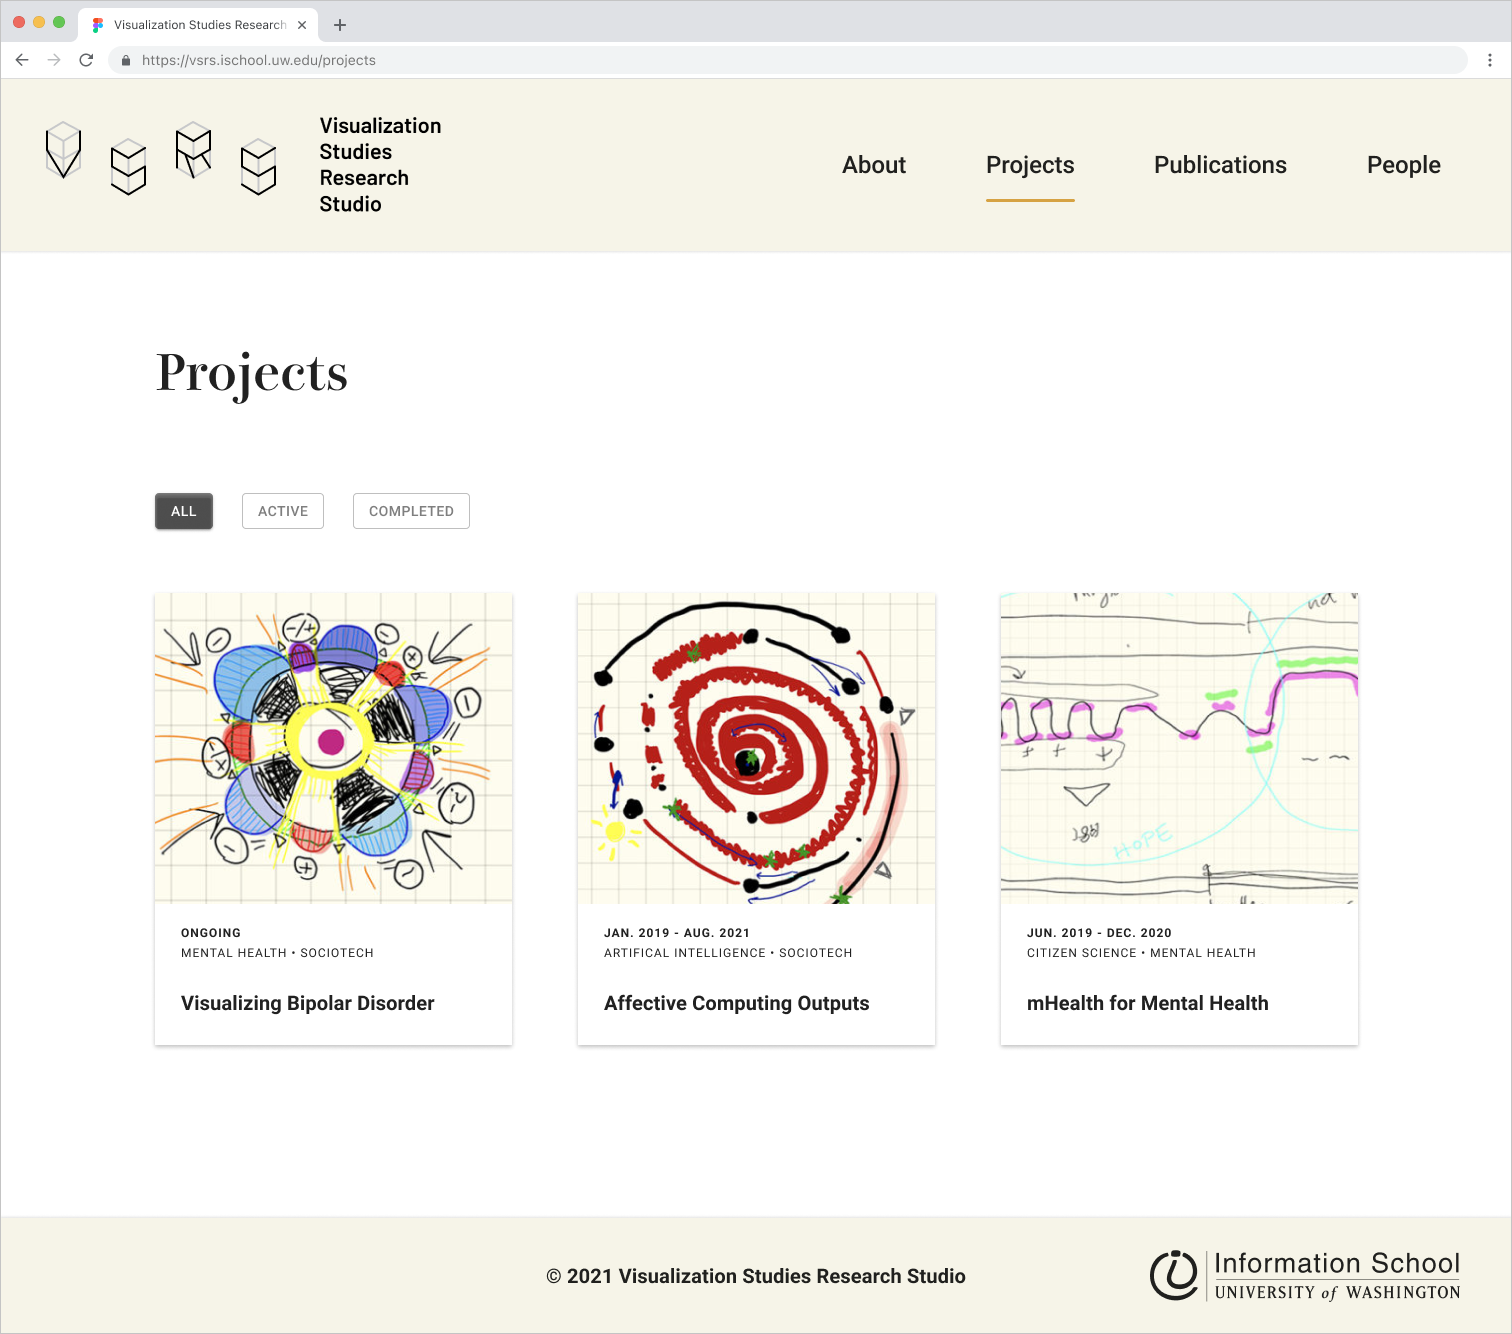 Visualization Studies Research
https://vsrs.ischool.uw.edu/projects
VSRS
Visualization
Studies
Research
Studio
About
Projects
Publications
People
Projects
ALL
ACTIVE
COMPLETED
ONGOING
MENTAL HEALTH • SOCIOTECH
Visualizing Bipolar Disorder
JAN. 2019 - AUG. 2021
ARTIFICAL INTELLIGENCE • SOCIOTECH
Affective Computing Outputs
HOPE
JUN. 2019 - DEC. 2020
CITIZEN SCIENCE • MENTAL HEALTH
mHealth for Mental Health
© 2021 Visualization Studies Research Studio
Information School
UNIVERSITY of WASHINGTON